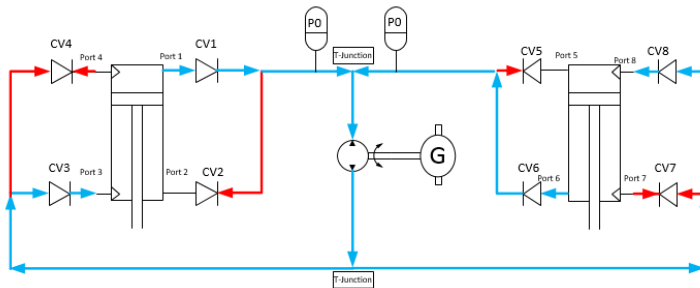 P0
P0
CV4
Port 4
Port 1
CV1
T-Junction
CV5
Port 5
Port 8
CV8
G
CV3
Port 3
Port 2
CV2
CV6
Port 6
Port 7
CV7
T-Junction